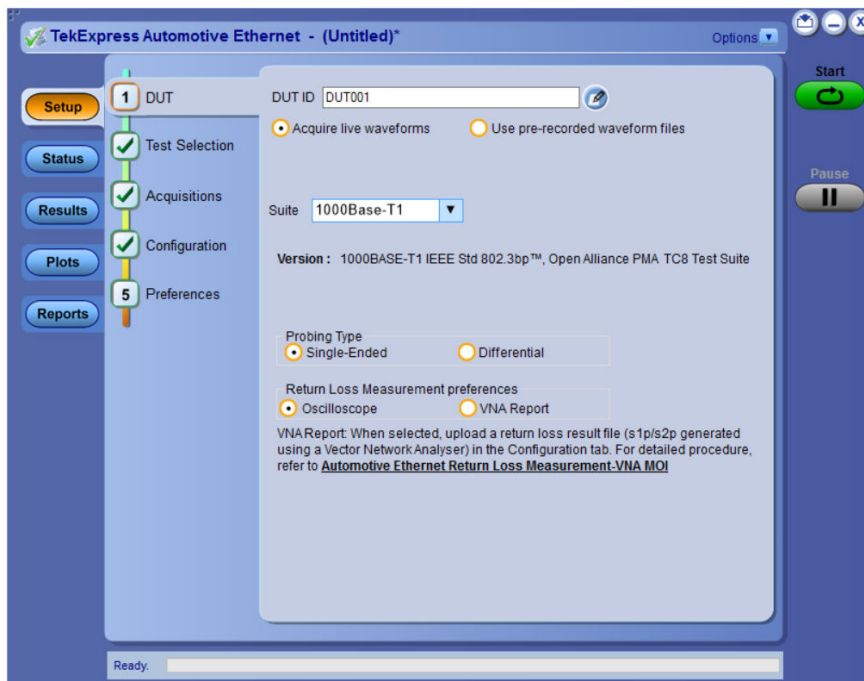 TekExpress Automotive Ethernet - (Untitled)*
Options
Start
Setup
1 DUT
DUT ID DUT001
Acquire live waveforms Use pre-recorded waveform files
Test Selection
Status
Pause
Acquisitions
Results
Suite 1000Base-T1
Configuration
Version : 1000BASE-T1 IEEE Std 802.3bp™, Open Alliance PMA TC8 Test Suite
Plots
5 Preferences
Reports
Probing Type
Single-Ended Differential
Return Loss Measurement preferences
Oscilloscope VNA Report
VNA Report: When selected, upload a return loss result file (s1p/s2p generated
using a Vector Network Analyser) in the Configuration tab. For detailed procedure,
refer to Automotive Ethernet Return Loss Measurement-VNA MOI
Ready.